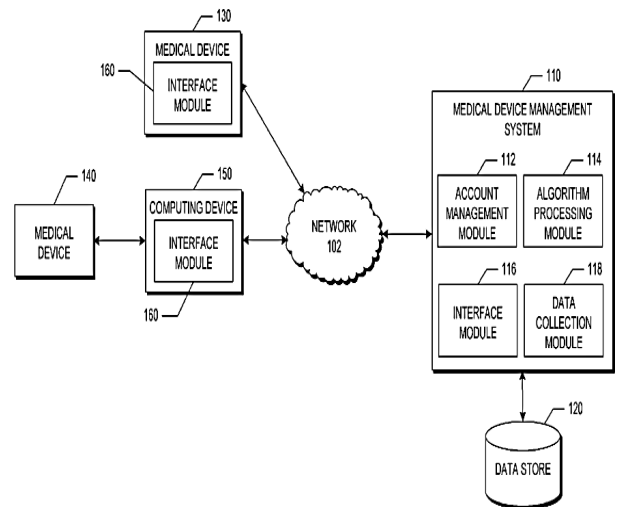 130
MEDICAL DEVICE
160
INTERFACE
MODULE
110
MEDICAL DEVICE MANAGEMENT
SYSTEM
112
114
ACCOUNT
MANAGEMENT
MODULE
ALGORITHM
PROCESSING
MODULE
140
MEDICAL
DEVICE
150
COMPUTING DEVICE
INTERFACE
MODULE
160
NETWORK
102
116
118
INTERFACE
MODULE
DATA
COLLECTION
MODULE
120
DATA STORE